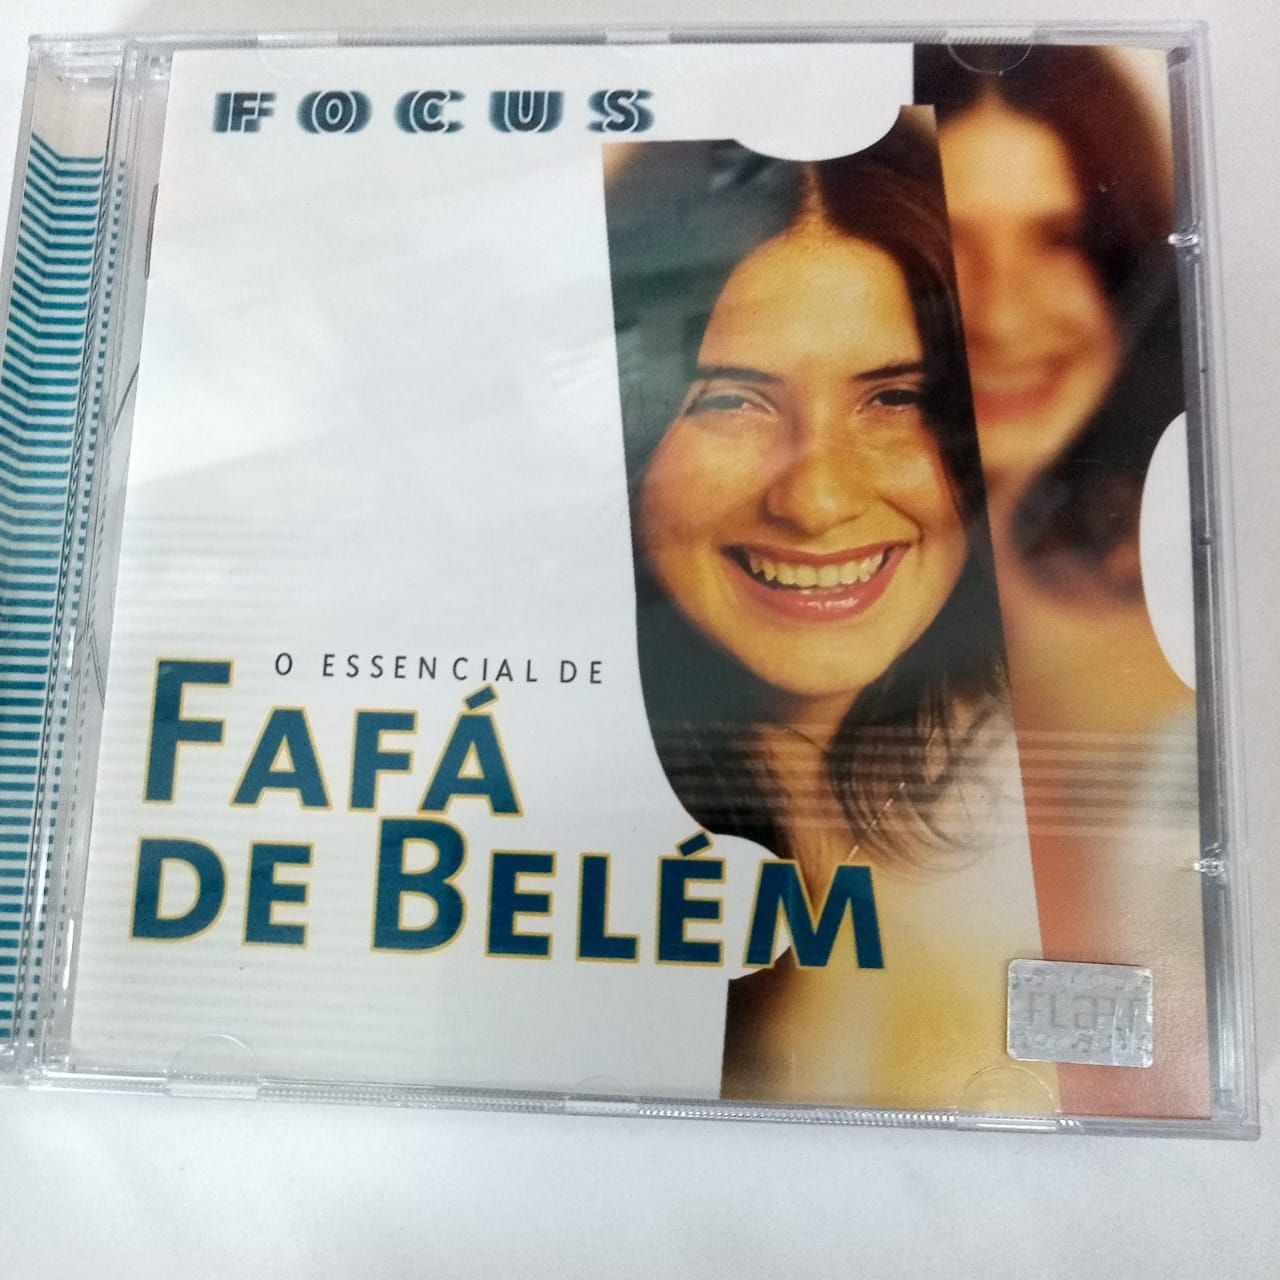 FOCUS
O ESSENCIAL DE
FAFÁ
DE BELÉM